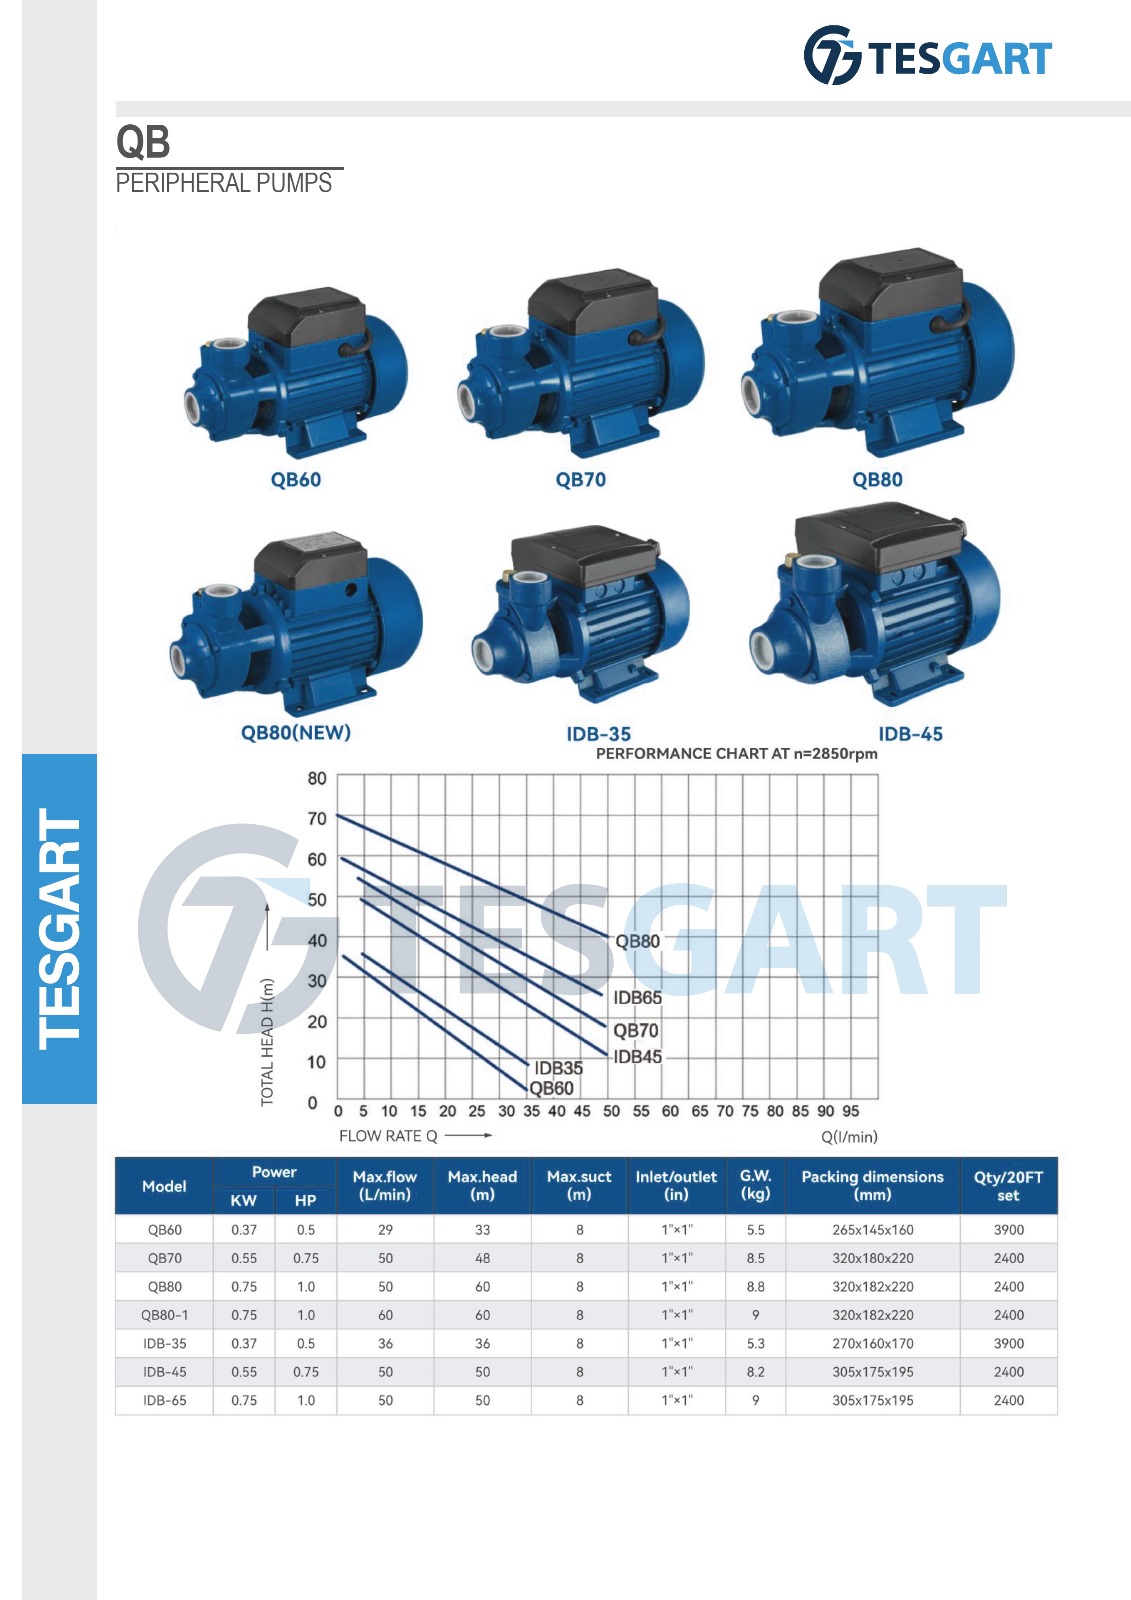 TESGART
QB
PERIPHERAL PUMPS
QB60 QB70 QB80
QB80(NEW) IDB-35 IDB-45
PERFORMANCE CHART AT n=2850rpm
80
70
60
50
40
30
20
10
0
TOTAL HEAD H(m)
QB80
IDB65
QB70
IDB45
IDB35
QB60
0 5 10 15 20 25 30 35 40 45 50 55 60 65 70 75 80 85 90 95
FLOW RATE Q Q(l/min)
TESGART
TESGART
Model Power Max.flow (L/min) Max.head (m) Max.suct (m) Inlet/outlet (in) G.W. (kg) Packing dimensions (mm) Qty/20FT set
KW HP
QB60 0.37 0.5 29 33 8 1"×1" 5.5 265x145x160 3900
QB70 0.55 0.75 50 48 8 1"×1" 8.5 320x180x220 2400
QB80 0.75 1.0 50 60 8 1"×1" 8.8 320x182x220 2400
QB80-1 0.75 1.0 60 60 8 1"×1" 9 320x182x220 2400
IDB-35 0.37 0.5 36 36 8 1"×1" 5.3 270x160x170 3900
IDB-45 0.55 0.75 50 50 8 1"×1" 8.2 305x175x195 2400
IDB-65 0.75 1.0 50 50 8 1"×1" 9 305x175x195 2400